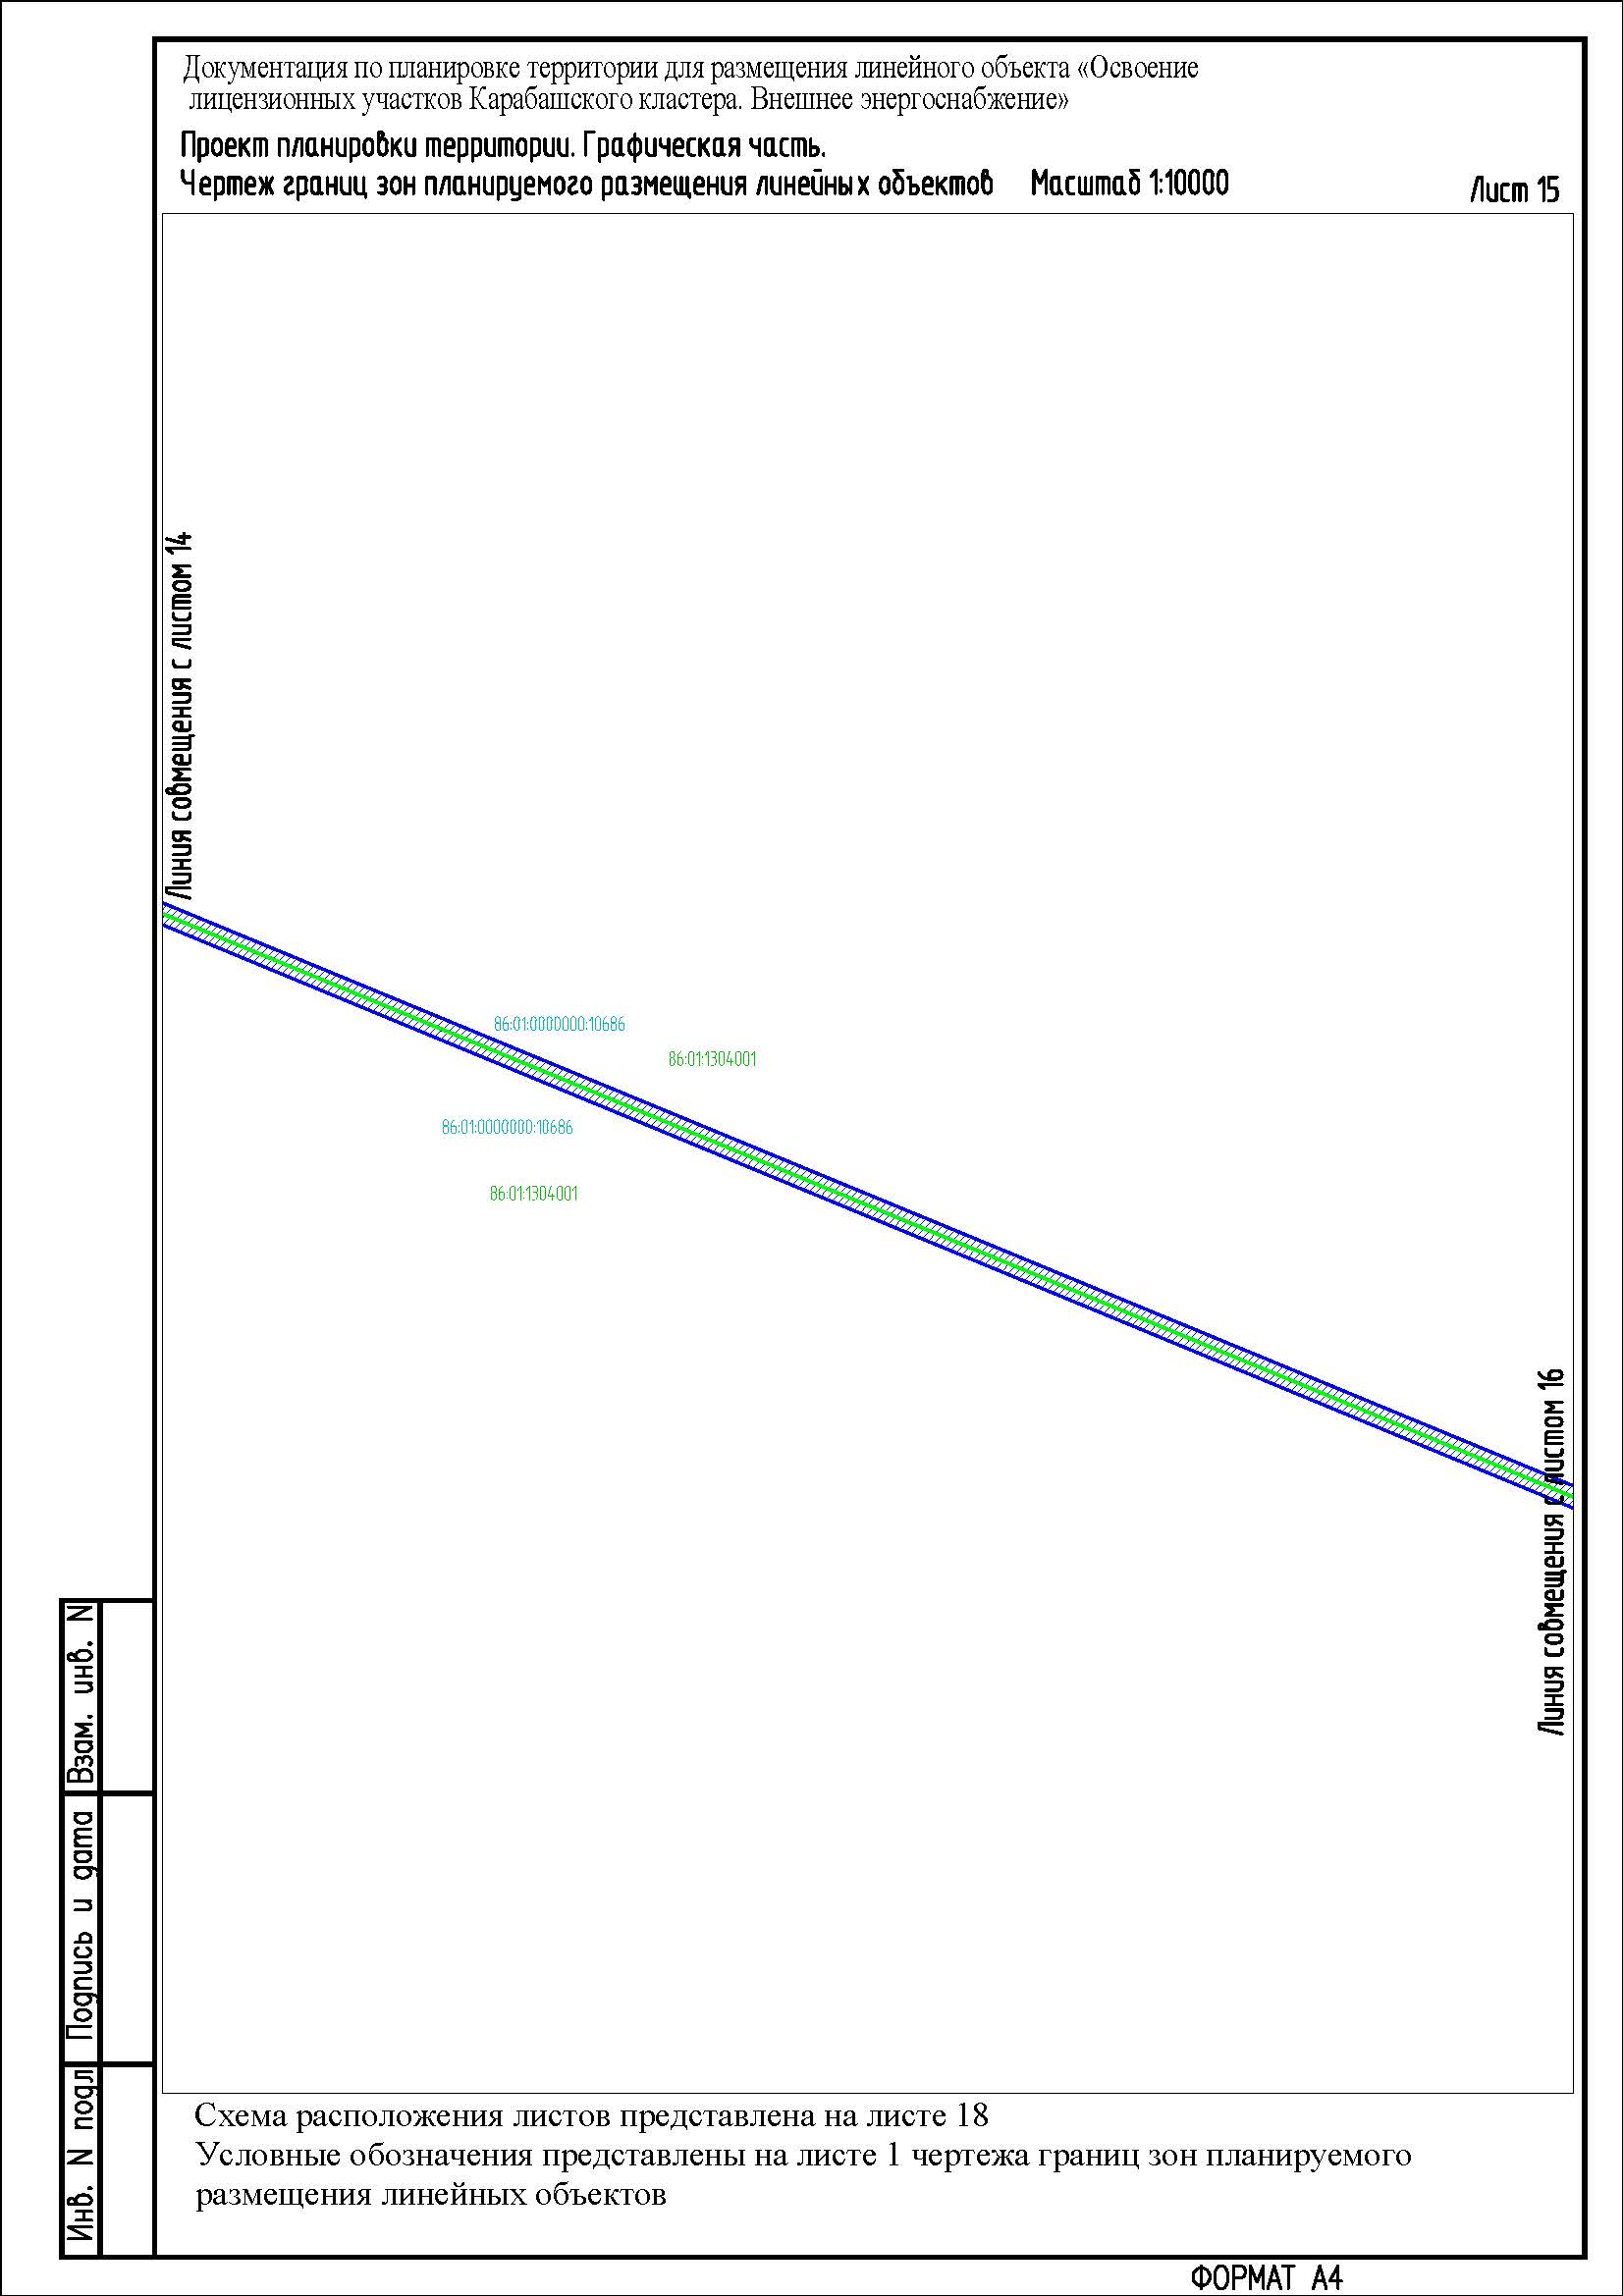 Документация по планировке территории для размещения линейного объекта «Освоение
лицензионных участков Карабашского кластера. Внешнее энергоснабжение»
Проект планировки территории. Графическая часть.
Чертеж границ зон планируемого размещения линейных объектов Масштаб 1:10000 Лист 15
Линия совмещения с листом 14
86:01:0000000:10686
86:01:1304001
86:01:0000000:10686
86:01:1304001
Линия совмещения с листом 16
Взам. инв. N
Подпись и дата
Инв. N подл
Схема расположения листов представлена на листе 18
Условные обозначения представлены на листе 1 чертежа границ зон планируемого
размещения линейных объектов
ФОРМАТ А4